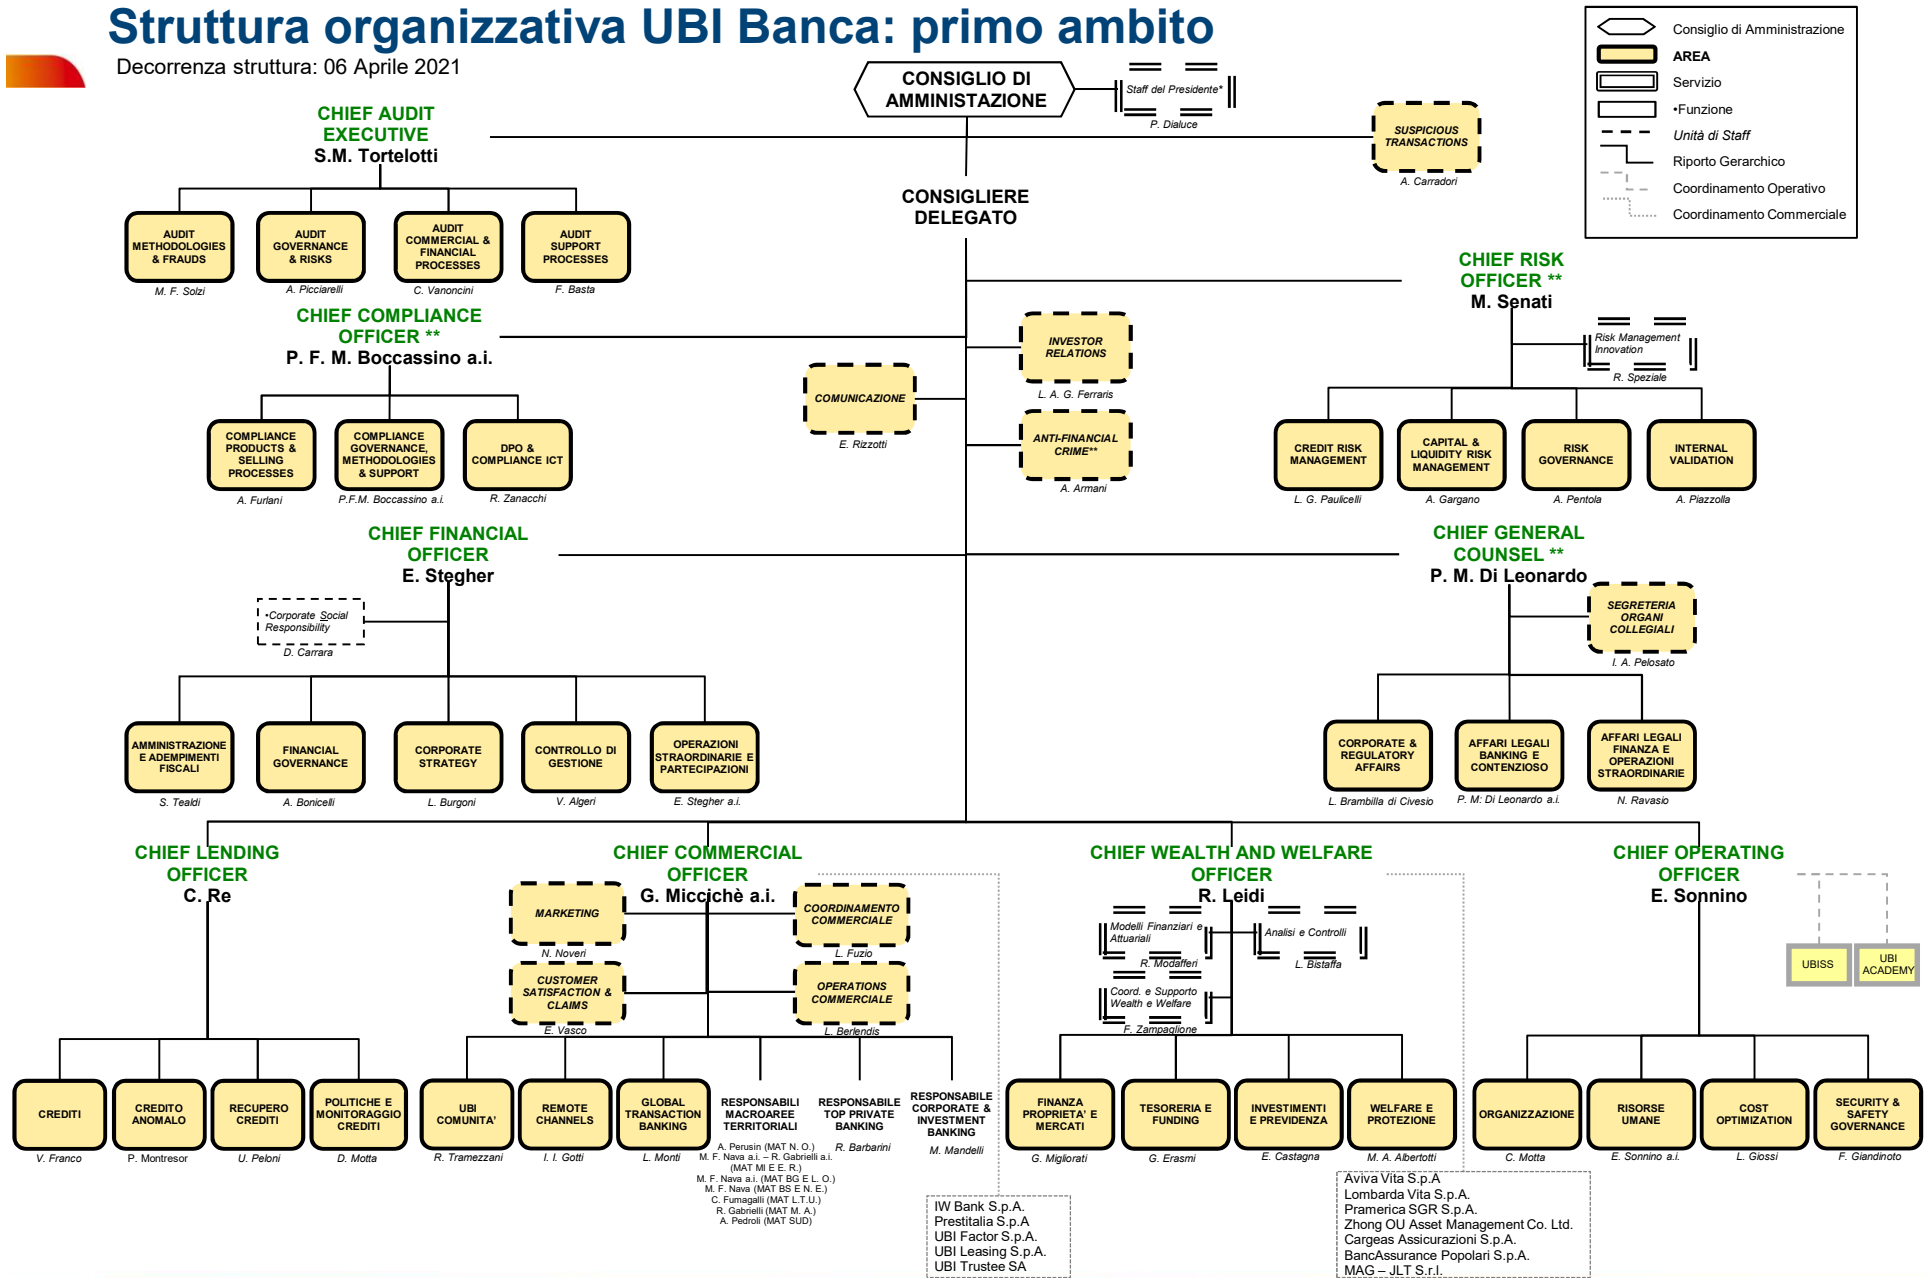 Struttura organizzativa UBI Banca: primo ambito
Decorrenza struttura: 06 Aprile 2021
Consiglio di Amministrazione
AREA
Servizio
•Funzione
Unità di Staff
Riporto Gerarchico
Coordinamento Operativo
Coordinamento Commerciale
CONSIGLIO DI
AMMINISTAZIONE
Staff del Presidente*
P. Dialuce
SUSPICIOUS
TRANSACTIONS
A. Carradori
CHIEF AUDIT
EXECUTIVE
S.M. Tortelotti
AUDIT
METHODOLOGIES
& FRAUDS
M. F. Solzi
AUDIT
GOVERNANCE
& RISKS
A. Picciarelli
AUDIT
COMMERCIAL &
FINANCIAL
PROCESSES
C. Vanoncini
AUDIT
SUPPORT
PROCESSES
F. Basta
CONSIGLIERE
DELEGATO
CHIEF RISK
OFFICER **
M. Senati
Risk Management
Innovation
R. Speziale
CREDIT RISK
MANAGEMENT
L. G. Paulicelli
CAPITAL &
LIQUIDITY RISK
MANAGEMENT
A. Gargano
RISK
GOVERNANCE
A. Pentola
INTERNAL
VALIDATION
A. Piazzolla
CHIEF COMPLIANCE
OFFICER **
P. F. M. Boccassino a.i.
COMPLIANCE
PRODUCTS &
SELLING
PROCESSES
A. Furlani
COMPLIANCE
GOVERNANCE,
METHODOLOGIES
& SUPPORT
P.F.M. Boccassino a.i.
DPO &
COMPLIANCE ICT
R. Zanacchi
INVESTOR
RELATIONS
L. A. G. Ferraris
COMUNICAZIONE
E. Rizzotti
ANTI-FINANCIAL
CRIME**
A. Armani
CHIEF FINANCIAL
OFFICER
E. Stegher
•Corporate Social
Responsibility
D. Carrara
AMMINISTRAZIONE
E ADEMPIMENTI
FISCALI
S. Tealdi
FINANCIAL
GOVERNANCE
A. Bonicelli
CORPORATE
STRATEGY
L. Burgoni
CONTROLLO DI
GESTIONE
V. Algeri
OPERAZIONI
STRAORDINARIE E
PARTECIPAZIONI
E. Stegher a.i.
CHIEF GENERAL
COUNSEL **
P. M. Di Leonardo
SEGRETERIA
ORGANI
COLLEGIALI
I. A. Pelosato
CORPORATE &
REGULATORY
AFFAIRS
L. Brambilla di Civesio
AFFARI LEGALI
BANKING E
CONTENZIOSO
P. M: Di Leonardo a.i.
AFFARI LEGALI
FINANZA E
OPERAZIONI
STRAORDINARIE
N. Ravasio
CHIEF LENDING
OFFICER
C. Re
CREDITI
V. Franco
CREDITO
ANOMALO
P. Montresor
RECUPERO
CREDITI
U. Peloni
POLITICHE E
MONITORAGGIO
CREDITI
D. Motta
CHIEF COMMERCIAL
OFFICER
G. Miccichè a.i.
MARKETING
N. Noveri
COORDINAMENTO
COMMERCIALE
L. Fuzio
CUSTOMER
SATISFACTION &
CLAIMS
E. Vasco
OPERATIONS
COMMERCIALE
L. Berlendis
UBI
COMUNITA'
R. Tramezzani
REMOTE
CHANNELS
I. I. Gotti
GLOBAL
TRANSACTION
BANKING
L. Monti
RESPONSABILI
MACROAREE
TERRITORIALI
A. Perusin (MAT N. O.)
M. F. Nava a.i. – R. Gabrielli a.i.
(MAT MI E E. R.)
M. F. Nava a.i. (MAT BG E L. O.)
M. F. Nava (MAT BS E N. E.)
C. Fumagalli (MAT L.T.U.)
R. Gabrielli (MAT M. A.)
A. Pedroli (MAT SUD)
RESPONSABILE
TOP PRIVATE
BANKING
R. Barbarini
RESPONSABILE
CORPORATE &
INVESTMENT
BANKING
M. Mandelli
IW Bank S.p.A.
Prestitalia S.p.A
UBI Factor S.p.A.
UBI Leasing S.p.A.
UBI Trustee SA
CHIEF WEALTH AND WELFARE
OFFICER
R. Leidi
Modelli Finanziari e
Attuariali
R. Modafferi
Analisi e Controlli
L. Bistaffa
Coord. e Supporto
Wealth e Welfare
F. Zampaglione
FINANZA
PROPRIETA' E
MERCATI
G. Migliorati
TESORERIA E
FUNDING
G. Erasmi
INVESTIMENTI
E PREVIDENZA
E. Castagna
WELFARE E
PROTEZIONE
M. A. Albertotti
Aviva Vita S.p.A
Lombarda Vita S.p.A.
Pramerica SGR S.p.A.
Zhong OU Asset Management Co. Ltd.
Cargeas Assicurazioni S.p.A.
BancAssurance Popolari S.p.A.
MAG – JLT S.r.l.
CHIEF OPERATING
OFFICER
E. Sonnino
UBISS
UBI
ACADEMY
ORGANIZZAZIONE
C. Motta
RISORSE
UMANE
E. Sonnino a.i.
COST
OPTIMIZATION
L. Giossi
SECURITY &
SAFETY
GOVERNANCE
F. Giandinoto